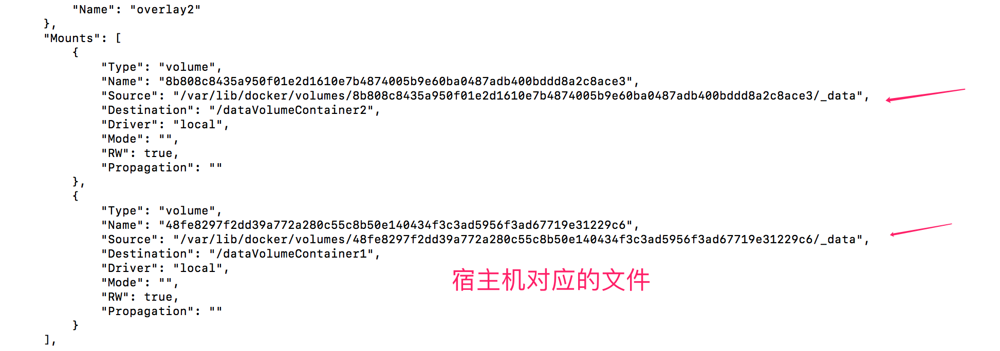 "Name": "overlay2"
},
"Mounts": [
{
"Type": "volume",
"Name": "8b808c8435a950f01e2d1610e7b4874005b9e60ba0487adb400bddd8a2c8ace3",
"Source": "/var/lib/docker/volumes/8b808c8435a950f01e2d1610e7b4874005b9e60ba0487adb400bddd8a2c8ace3/_data",
"Destination": "/dataVolumeContainer2",
"Driver": "local",
"Mode": "",
"RW": true,
"Propagation": ""
},
{
"Type": "volume",
"Name": "48fe8297f2dd39a772a280c55c8b50e140434f3c3ad5956f3ad67719e31229c6",
"Source": "/var/lib/docker/volumes/48fe8297f2dd39a772a280c55c8b50e140434f3c3ad5956f3ad67719e31229c6/_data",
"Destination": "/dataVolumeContainer1",
"Driver": "local",
宿主机对应的文件
"Mode": "",
"RW": true,
"Propagation": ""
}
],